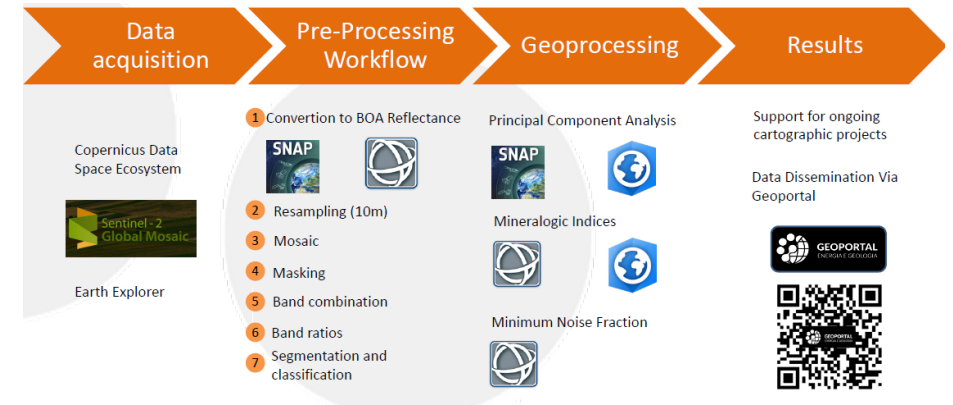 Data
acquisition
Pre-Processing
Workflow
Geoprocessing
Results
Copernicus Data
Space Ecosystem
Sentinel-2
Global Mosaic
Earth Explorer
1 Convertion to BOA Reflectance
SNAP
2 Resampling (10m)
3 Mosaic
4 Masking
5 Band combination
6 Band ratios
7 Segmentation and
classification
Principal Component Analysis
SNAP
Mineralogic Indices
Minimum Noise Fraction
Support for ongoing
cartographic projects
Data Dissemination Via
Geoportal
GEOPORTAL
ENERGIA E GEOLOGIA
GEOPORTAL